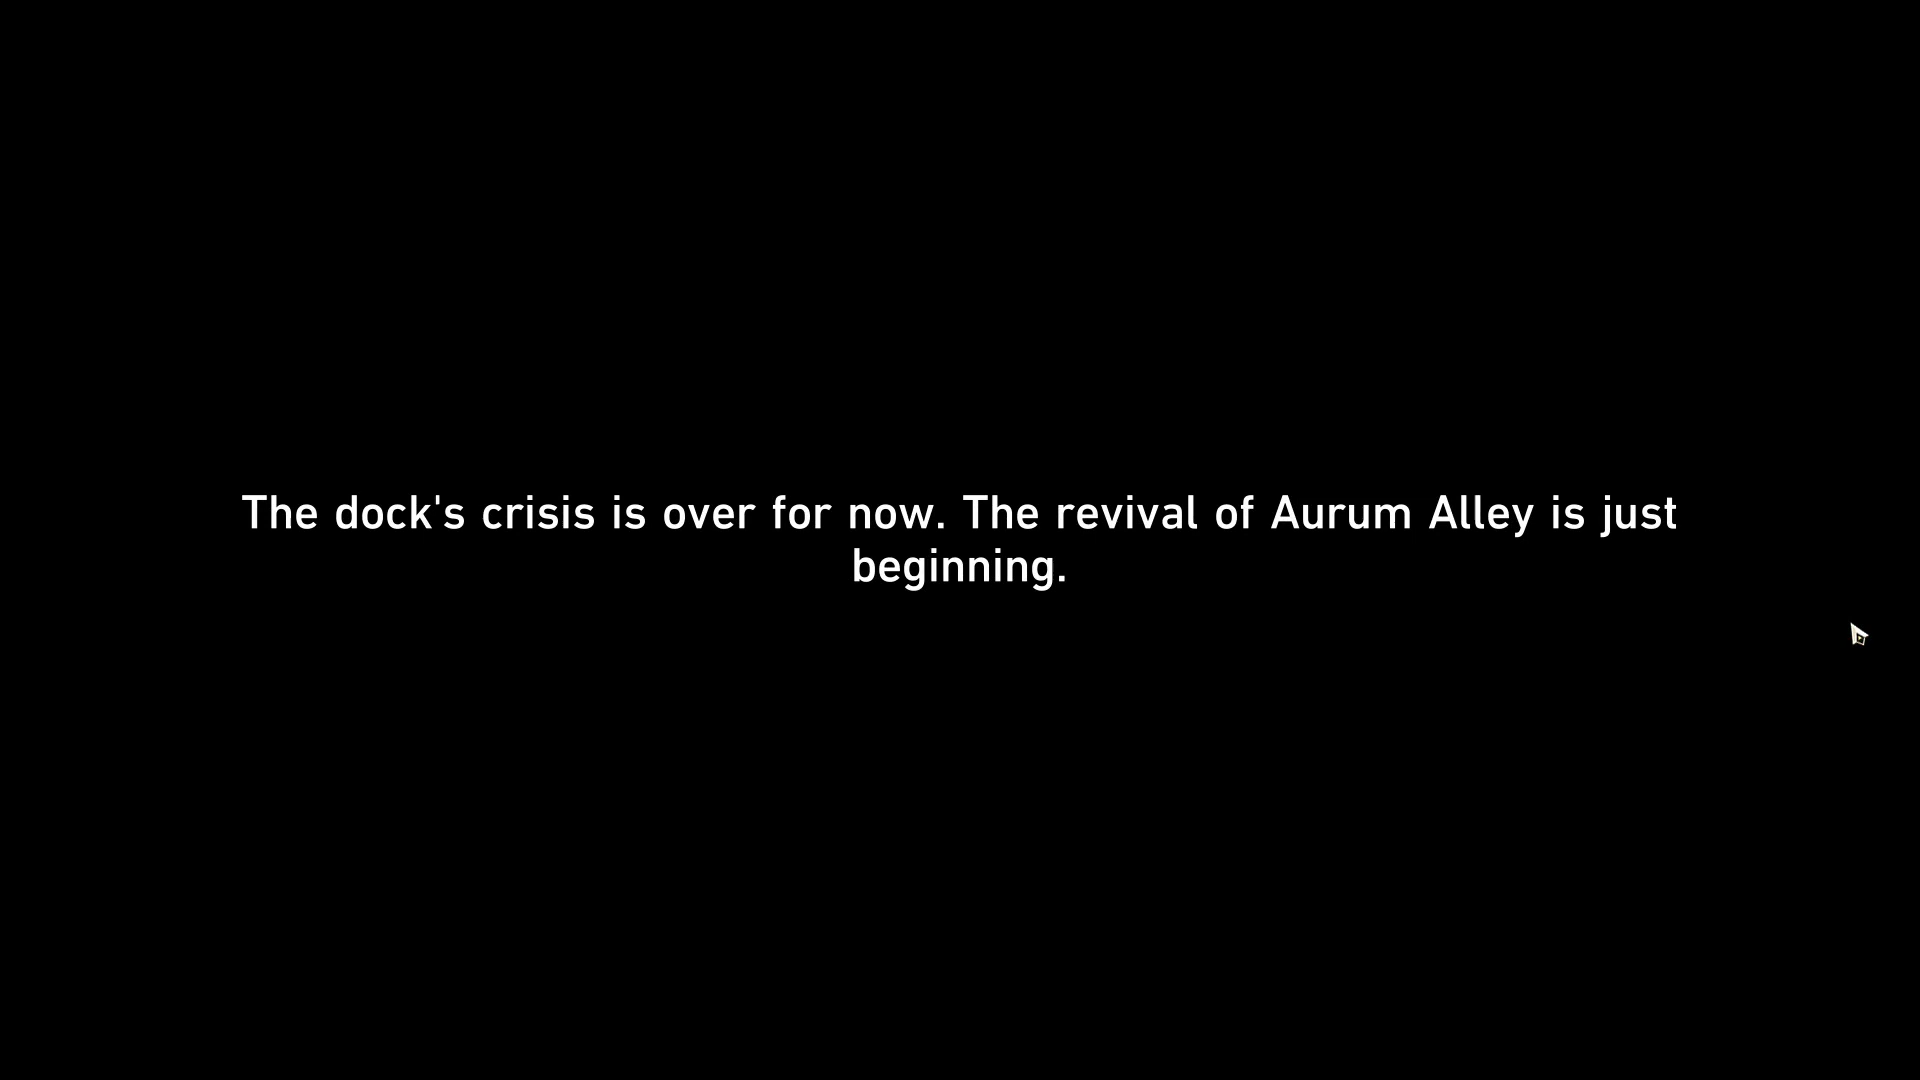 The dock's crisis is over for now. The revival of Aurum Alley is just
beginning.